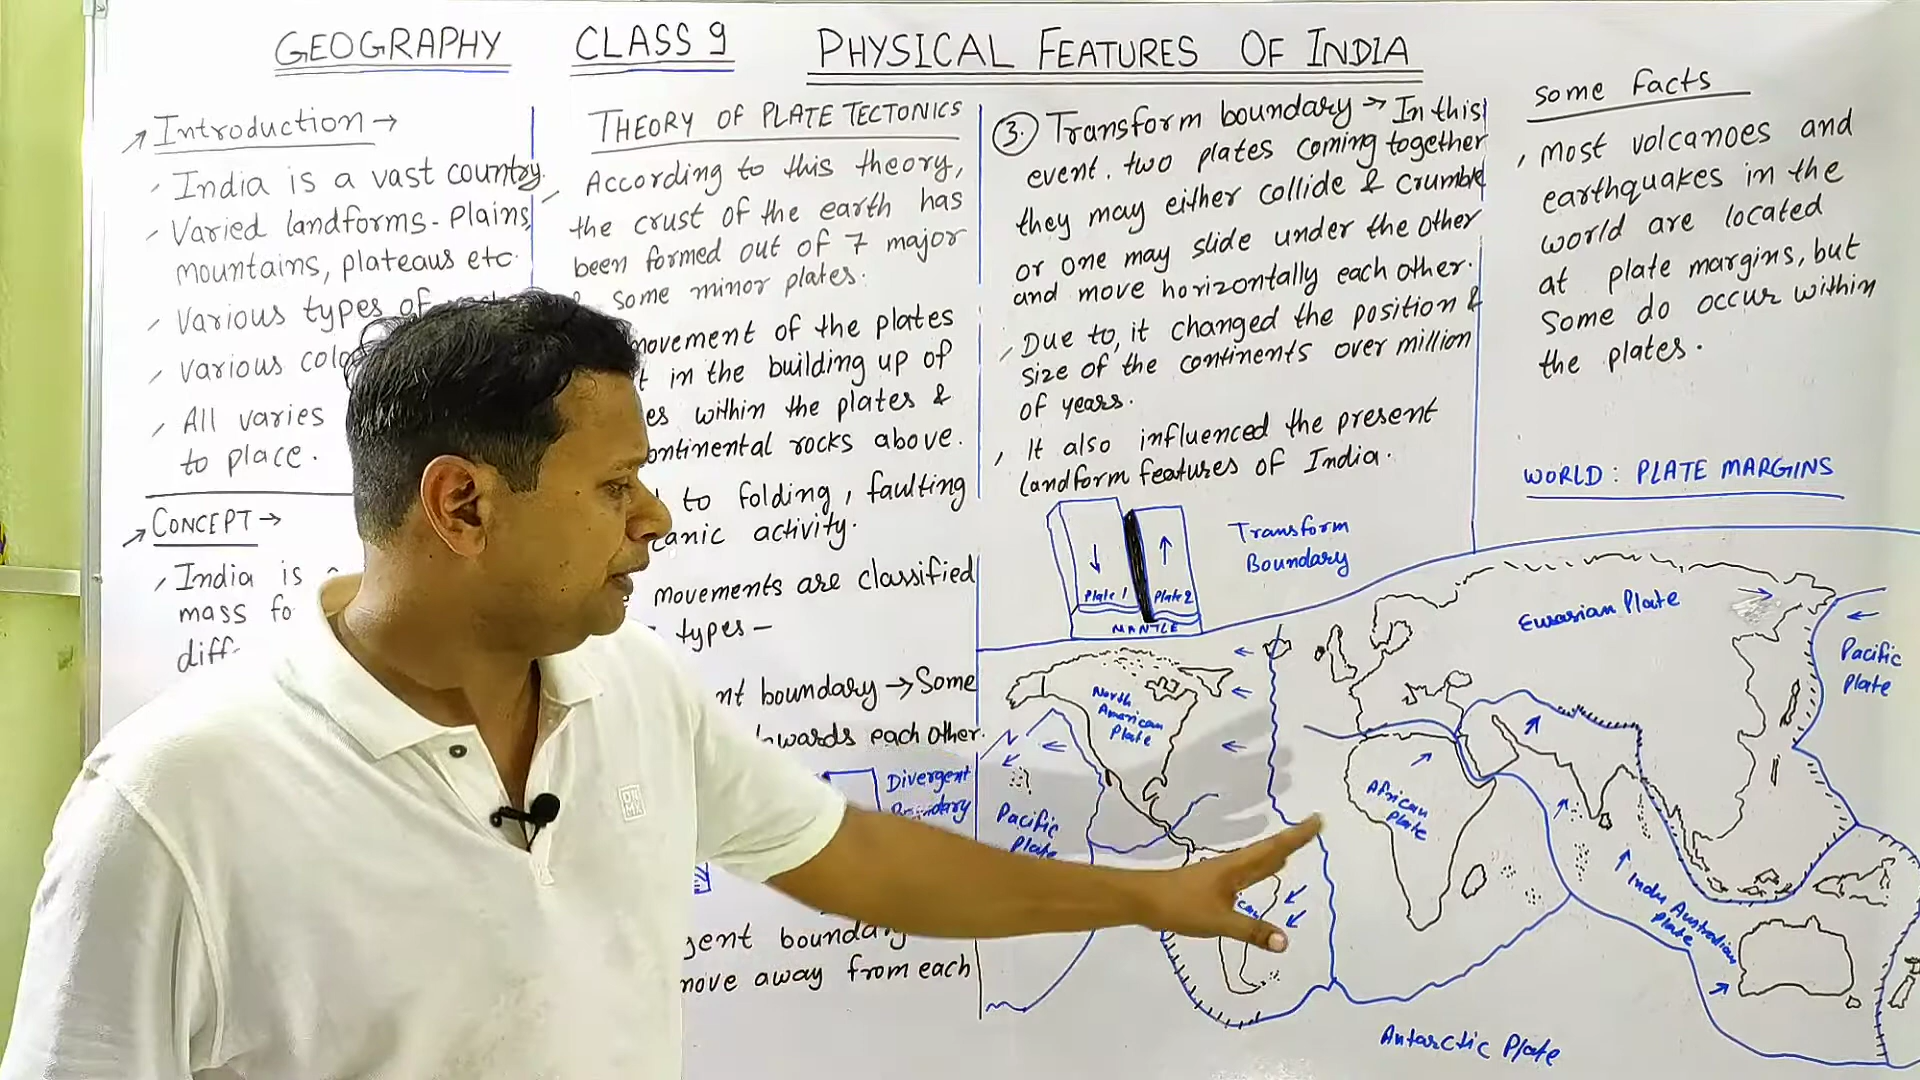 GEOGRAPHY CLASS 9 PHYSICAL FEATURES OF INDIA
Introduction →
India is a vast country.
Varied landforms - Plains,
mountains, plateaus etc.
Various types of
various
All varies
to place.
CONCEPT →
India is
mass
diff
THEORY OF PLATE TECTONICS
According to this theory,
the crust of the earth has
been formed out of 7 major
some minor plates.
movement of the plates
in the building up of
within the plates &
continental rocks above.
to folding, faulting
activity.
movements are classified
types -
boundary → Some
towards each other.
Divergent
Boundary
boundary
move away from each
3. Transform boundary → In this
event. two plates coming together
they may either collide & crumble
or one may slide under the other
and move horizontally each other.
Due to, it changed the position &
size of the continents over million
of years.
It also influenced the present
landform features of India.
Plate 1
Plate 2
MANTLE
Transform
Boundary
some facts
Most volcanoes and
earthquakes in the
world are located
at plate margins, but
some do occur within
the plates.
WORLD: PLATE MARGINS
Eurasian Plate
Pacific
Plate
North
American
Plate
Pacific
Plate
African
Plate
Indu Australian
Plate
Antarctic Plate